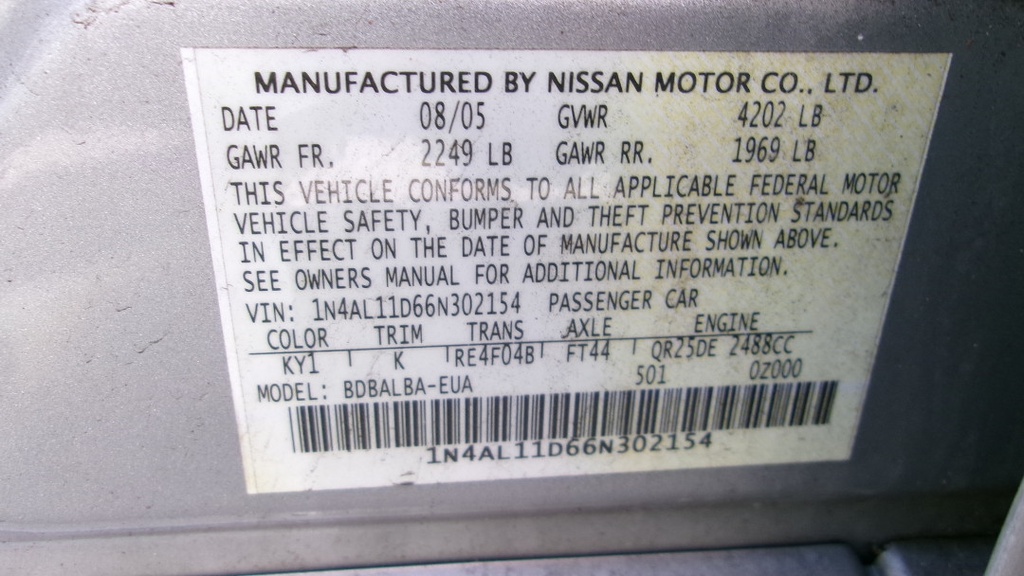 MANUFACTURED BY NISSAN MOTOR CO., LTD.
DATE 08/05 GVWR 4202 LB
GAWR FR. 2249 LB GAWR RR. 1969 LB
THIS VEHICLE CONFORMS TO ALL APPLICABLE FEDERAL MOTOR
VEHICLE SAFETY, BUMPER AND THEFT PREVENTION STANDARDS
IN EFFECT ON THE DATE OF MANUFACTURE SHOWN ABOVE.
SEE OWNERS MANUAL FOR ADDITIONAL INFORMATION.
VIN: 1N4AL11D66N302154 PASSENGER CAR
COLOR TRIM TRANS AXLE ENGINE
KY1 K RE4F04B FT44 QR25DE 2488CC
MODEL: BDBALBA-EUA 501 0Z000
1N4AL11D66N302154